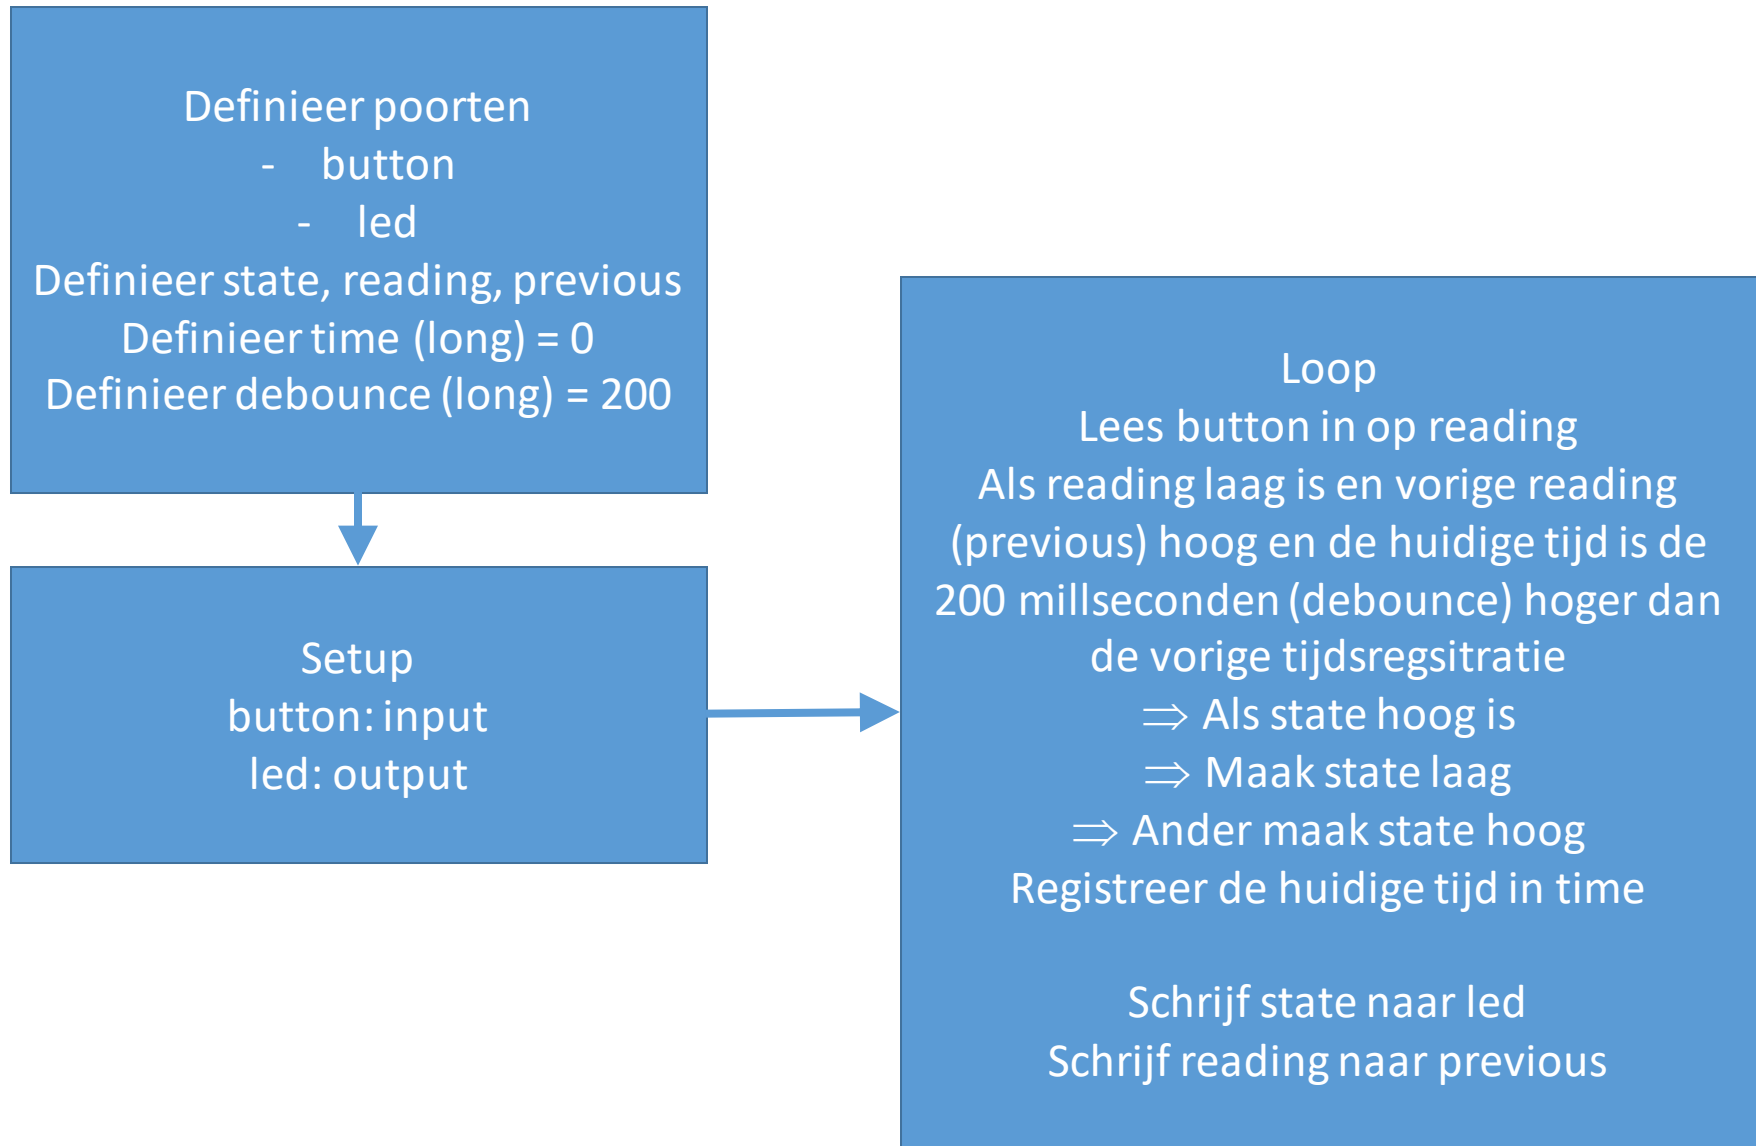 Definieer poorten
- button
- led
Definieer state, reading, previous
Definieer time (long) = 0
Definieer debounce (long) = 200
Setup
button: input
led: output
Loop
Lees button in op reading
Als reading laag is en vorige reading
(previous) hoog en de huidige tijd is de
200 millseconden (debounce) hoger dan
de vorige tijdsregsitratie
⇒ Als state hoog is
⇒ Maak state laag
⇒ Ander maak state hoog
Registreer de huidige tijd in time
Schrijf state naar led
Schrijf reading naar previous